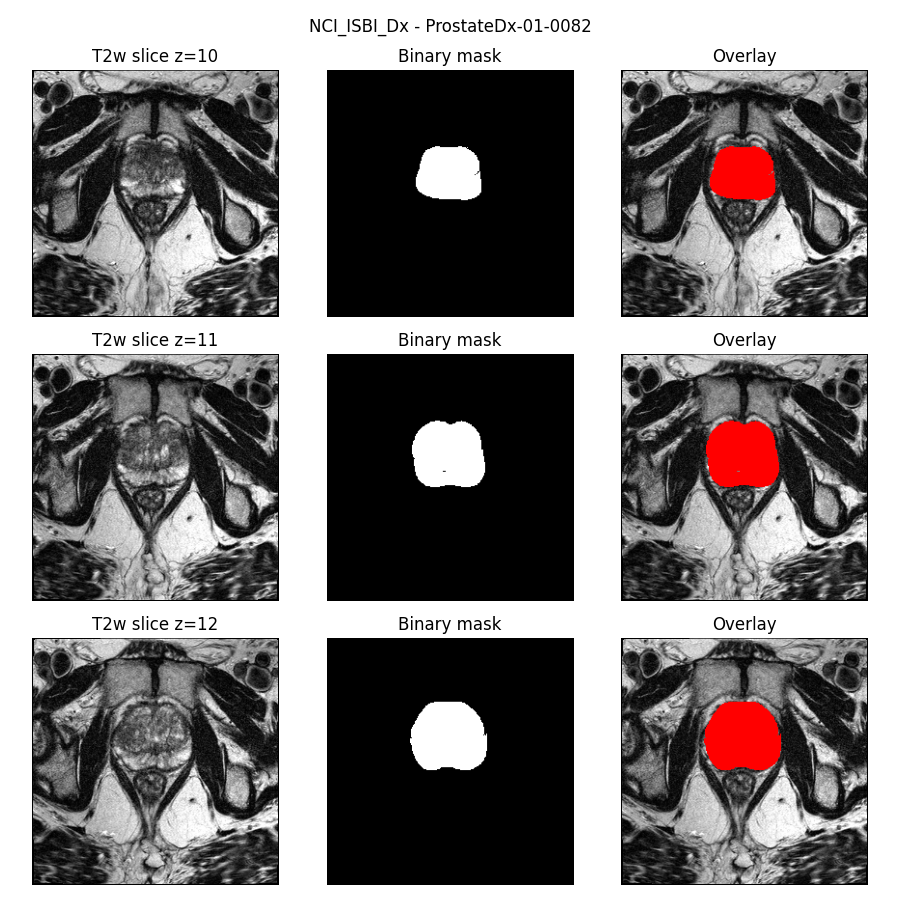 NCI_ISBI_Dx - ProstateDx-01-0082
T2w slice z=10
Binary mask
Overlay
T2w slice z=11
Binary mask
Overlay
T2w slice z=12
Binary mask
Overlay